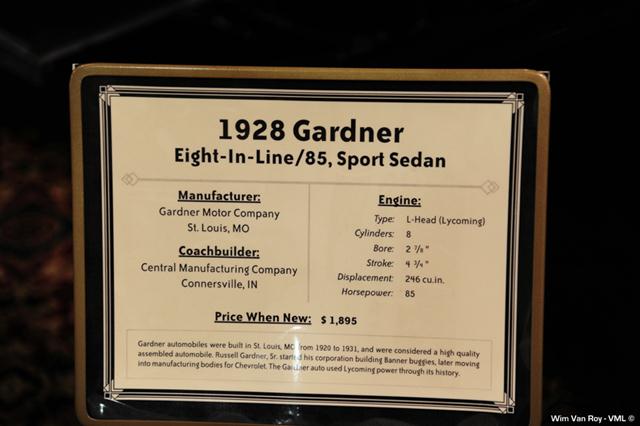 1928 Gardner
Eight-In-Line/85, Sport Sedan
Manufacturer:
Gardner Motor Company
St. Louis, MO
Coachbuilder:
Central Manufacturing Company
Connersville, IN
Engine:
Type: L-Head (Lycoming)
Cylinders: 8
Bore: 2 7/8 "
Stroke: 4 3/4 "
Displacement: 246 cu.in.
Horsepower: 85
Price When New: $ 1,895
Gardner automobiles were built in St. Louis, MO from 1920 to 1931, and were considered a high quality
assembled automobile. Russell Gardner, Sr. started his corporation building Banner buggies, later moving
into manufacturing bodies for Chevrolet. The Gardner auto used Lycoming power through its history.
Wim Van Roy - VML ©